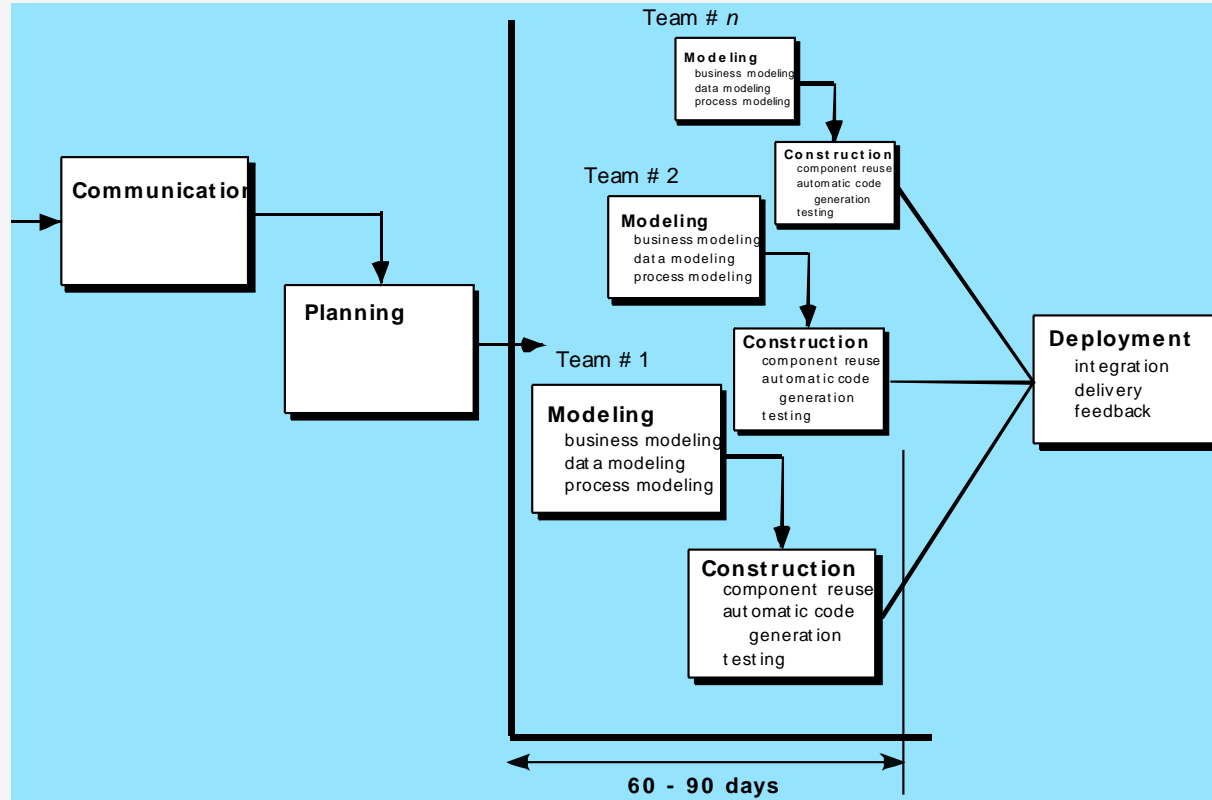 Team # n
Modeling
business modeling
data modeling
process modeling
Construction
component reuse
automatic code
generation
testing
Team # 2
Modeling
business modeling
data modeling
process modeling
Construction
component reuse
automatic code
generation
testing
Communication
Planning
Team # 1
Modeling
business modeling
data modeling
process modeling
Construction
component reuse
automatic code
generation
testing
Deployment
integration
delivery
feedback
60 - 90 days